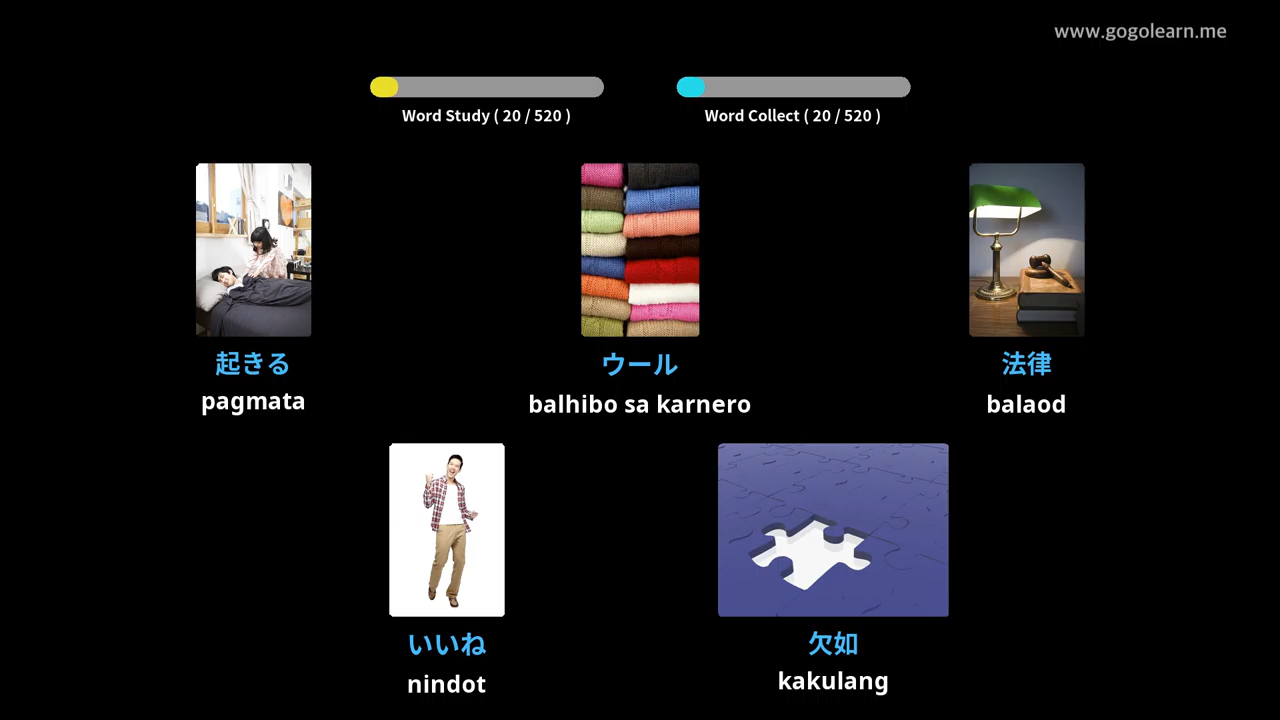 www.gogolearn.me
Word Study ( 20 / 520 )
Word Collect ( 20 / 520 )
起きる
pagmata
ウール
balhibo sa karnero
法律
balaod
いいね
nindot
欠如
kakulang